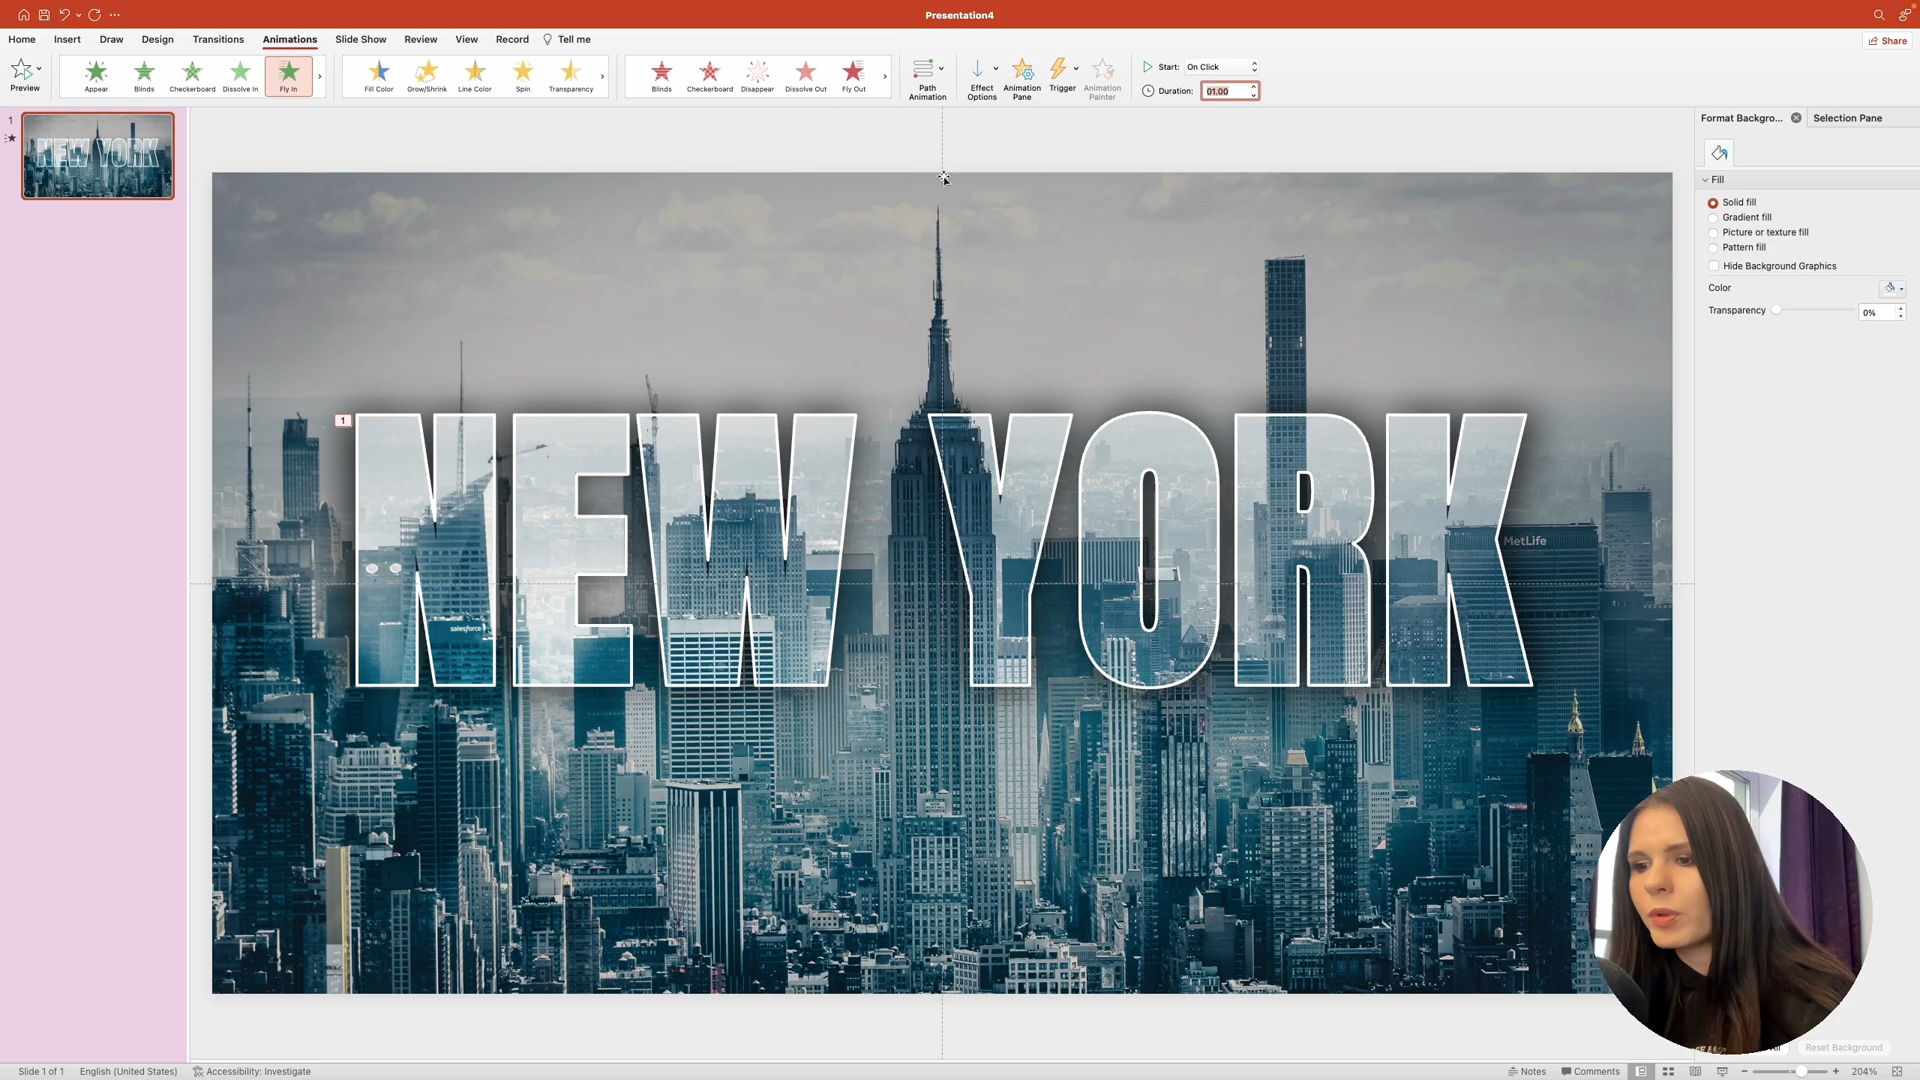 Presentation4
Home Insert Draw Design Transitions Animations Slide Show Review View Record Tell me
Share
Preview
Appear Blinds Checkerboard Dissolve In Fly In
Fill Color Grow/Shrink Line Color Spin Transparency
Blinds Checkerboard Disappear Dissolve Out Fly Out
Path Animation
Effect Options
Animation Pane
Trigger
Animation Painter
Start: On Click
Duration: 01.00
1
NEW YORK
1
NEW YORK
MetLife
salesforce
Format Backgro... Selection Pane
Fill
Solid fill
Gradient fill
Picture or texture fill
Pattern fill
Hide Background Graphics
Color
Transparency 0%
Reset Background
Slide 1 of 1 English (United States) Accessibility: Investigate
Notes Comments 204%